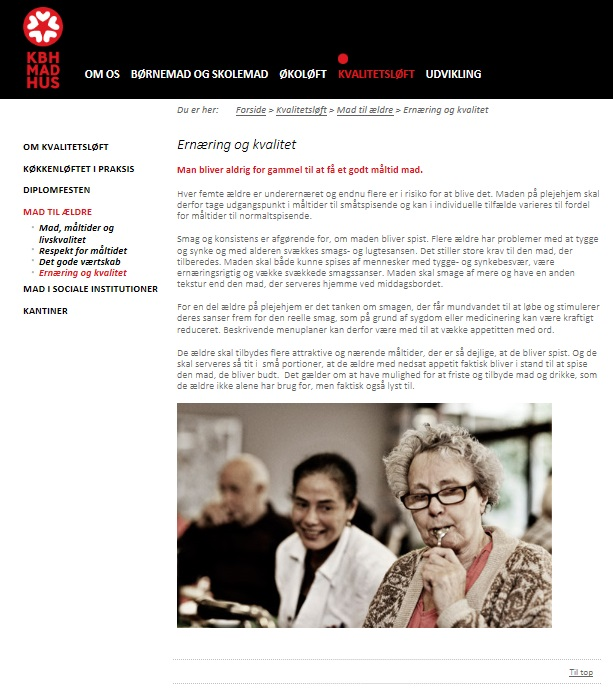 KBH
MAD
HUS
OM OS BØRNEMAD OG SKOLEMAD ØKOLØFT KVALITETSLØFT UDVIKLING
Du er her: Forside > Kvalitetsløft > Mad til ældre > Ernæring og kvalitet
OM KVALITETSLØFT
KØKKENLØFTET I PRAKSIS
DIPLOMFESTEN
MAD TIL ÆLDRE
Mad, måltider og
livskvalitet
Respekt for måltidet
Det gode værtskab
Ernæring og kvalitet
MAD I SOCIALE INSTITUTIONER
KANTINER
Ernæring og kvalitet
Man bliver aldrig for gammel til at få et godt måltid mad.
Hver femte ældre er underernæret og endnu flere er i risiko for at blive det. Maden på plejehjem skal
derfor tage udgangspunkt i måltider til småtspisende og kan i individuelle tilfælde varieres til fordel
for måltider til normaltspisende.
Smag og konsistens er afgørende for, om maden bliver spist. Flere ældre har problemer med at tygge
og synke og med alderen svækkes smags- og lugtesansen. Det stiller store krav til den mad, der
tilberedes. Maden skal både kunne spises af mennesker med tygge- og synkebesvær, være
ernæringsrigtig og vække svækkede smagssanser. Maden skal smage af mere og have en anden
tekstur end den mad, der serveres hjemme ved middagsbordet.
For en del ældre på plejehjem er det tanken om smagen, der får mundvandet til at løbe og stimulerer
deres sanser frem for den reelle smag, som på grund af sygdom eller medicinering kan være kraftigt
reduceret. Beskrivende menuplaner kan derfor være med til at vække appetitten med ord.
De ældre skal tilbydes flere attraktive og nærende måltider, der er så dejlige, at de bliver spist. Og de
skal serveres så tit i små portioner, at de ældre med nedsat appetit faktisk bliver i stand til at spise
den mad, de bliver budt. Det gælder om at have mulighed for at friste og tilbyde mad og drikke, som
de ældre ikke alene har brug for, men faktisk også lyst til.
Til top